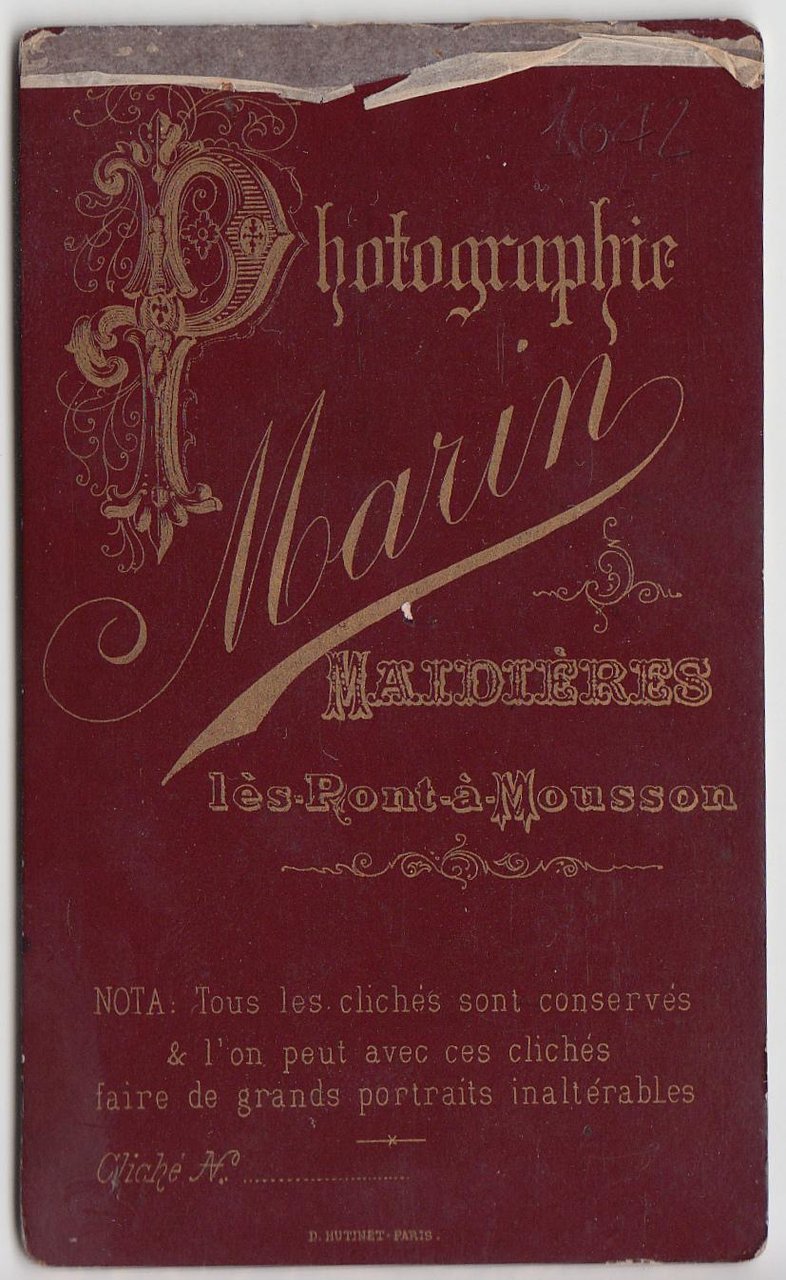 1642
Photographie
Marin
MAIDIÈRES
lès-Pont-à-Mousson
NOTA: Tous les clichés sont conservés
& l'on peut avec ces clichés
faire de grands portraits inaltérables
Cliché N.º ..............................
D. HUTINET - PARIS.